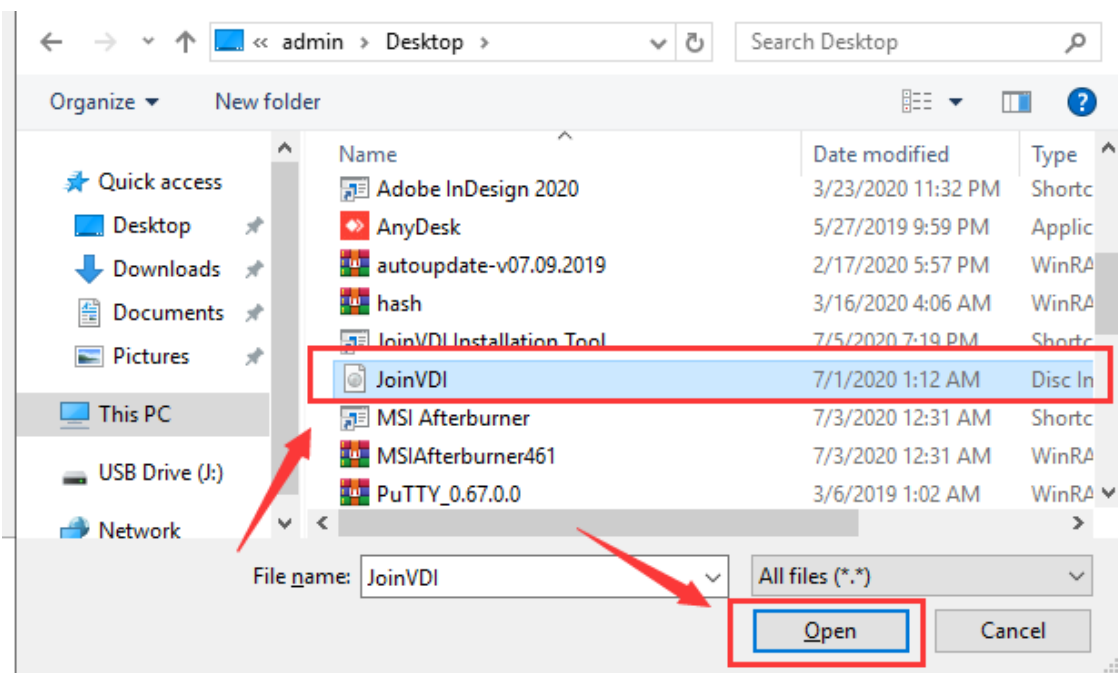 « admin > Desktop > Search Desktop
Organize New folder
Name Date modified Type
Quick access
Desktop
Downloads
Documents
Pictures
This PC
USB Drive (J:)
Network
Adobe InDesign 2020 3/23/2020 11:32 PM Shortc
AnyDesk 5/27/2019 9:59 PM Applic
autoupdate-v07.09.2019 2/17/2020 5:57 PM WinRA
hash 3/16/2020 4:06 AM WinRA
JoinVDI Installation Tool 7/5/2020 7:19 PM Shortc
JoinVDI 7/1/2020 1:12 AM Disc In
MSI Afterburner 7/3/2020 12:31 AM Shortc
MSIAfterburner461 7/3/2020 12:31 AM WinRA
PuTTY_0.67.0.0 3/6/2019 1:02 AM WinRA
File name: JoinVDI All files (*.*)
Open Cancel